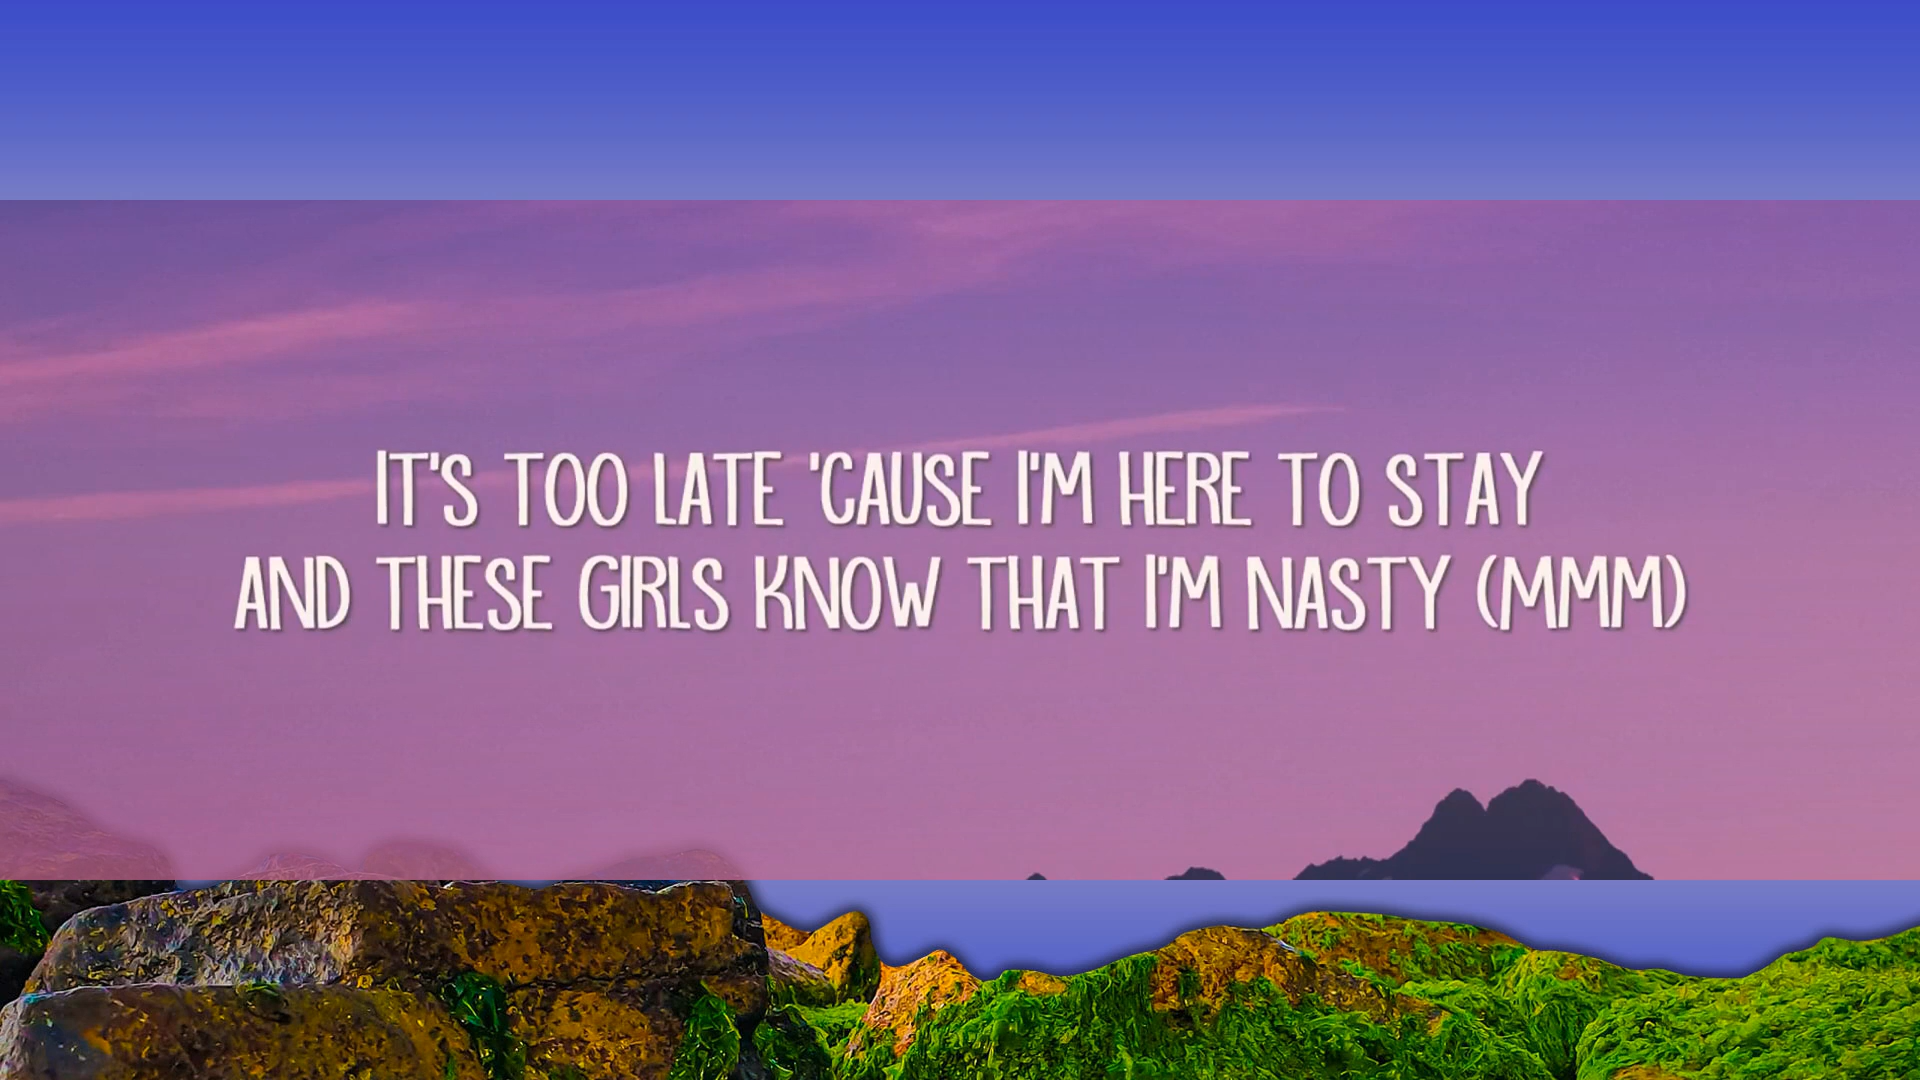 IT'S TOO LATE 'CAUSE I'M HERE TO STAY
AND THESE GIRLS KNOW THAT I'M NASTY (MMM)